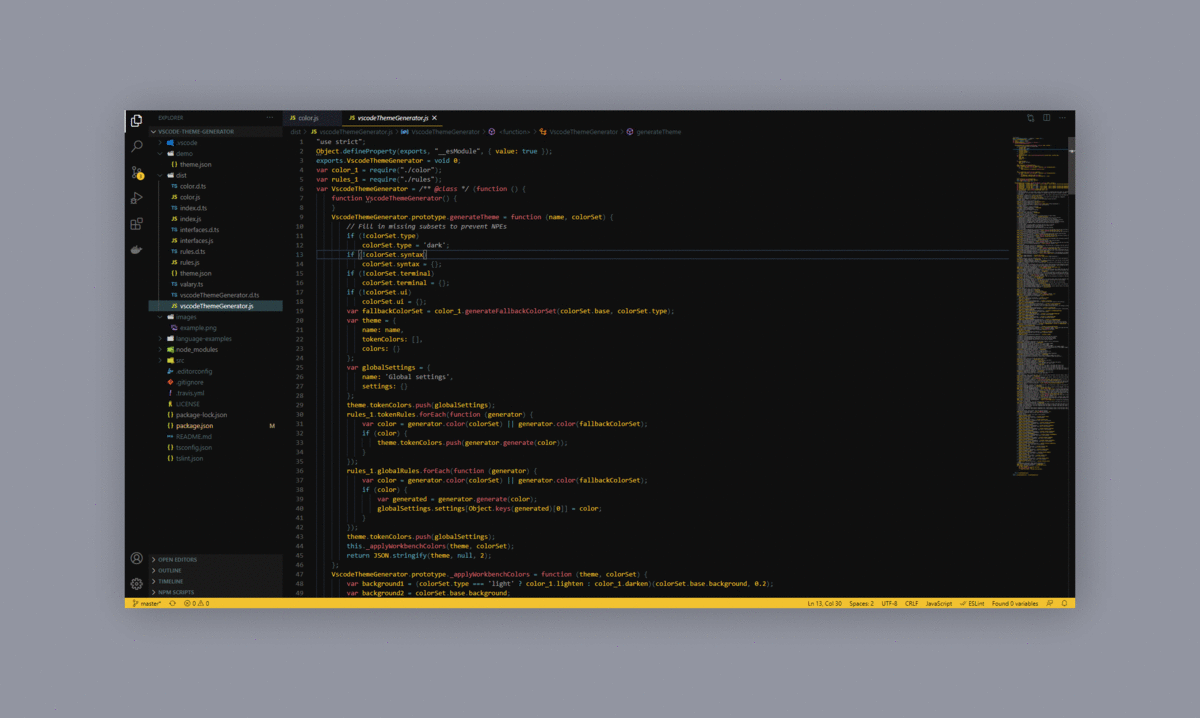 EXPLORER
VSCODE-THEME-GENERATOR
.vscode
demo
theme.json
dist
color.d.ts
color.js
index.d.ts
index.js
interfaces.d.ts
interfaces.js
rules.d.ts
rules.js
theme.json
valary.ts
vscodeThemeGenerator.d.ts
vscodeThemeGenerator.js
images
example.png
language-examples
node_modules
src
.editorconfig
.gitignore
.travis.yml
LICENSE
package-lock.json
package.json M
README.md
tsconfig.json
tslint.json
OPEN EDITORS
OUTLINE
TIMELINE
NPM SCRIPTS
JS color.js JS vscodeThemeGenerator.js
dist > JS vscodeThemeGenerator.js > VscodeThemeGenerator > <function> > VscodeThemeGenerator > generateTheme
1 "use strict";
2 Object.defineProperty(exports, "__esModule", { value: true });
3 exports.VscodeThemeGenerator = void 0;
4 var color_1 = require("./color");
5 var rules_1 = require("./rules");
6 var VscodeThemeGenerator = /** @class */ (function () {
7 function VscodeThemeGenerator() {
8 }
9 VscodeThemeGenerator.prototype.generateTheme = function (name, colorSet) {
10 // Fill in missing subsets to prevent NPEs
11 if (!colorSet.type)
12 colorSet.type = 'dark';
13 if (!colorSet.syntax)
14 colorSet.syntax = {};
15 if (!colorSet.terminal)
16 colorSet.terminal = {};
17 if (!colorSet.ui)
18 colorSet.ui = {};
19 var fallbackColorSet = color_1.generateFallbackColorSet(colorSet.base, colorSet.type);
20 var theme = {
21 name: name,
22 tokenColors: [],
23 colors: {}
24 };
25 var globalSettings = {
26 name: 'Global settings',
27 settings: {}
28 };
29 theme.tokenColors.push(globalSettings);
30 rules_1.tokenRules.forEach(function (generator) {
31 var color = generator.color(colorSet) || generator.color(fallbackColorSet);
32 if (color) {
33 theme.tokenColors.push(generator.generate(color));
34 }
35 });
36 rules_1.globalRules.forEach(function (generator) {
37 var color = generator.color(colorSet) || generator.color(fallbackColorSet);
38 if (color) {
39 var generated = generator.generate(color);
40 globalSettings.settings[Object.keys(generated)[0]] = color;
41 }
42 });
43 theme.tokenColors.push(globalSettings);
44 this._applyWorkbenchColors(theme, colorSet);
45 return JSON.stringify(theme, null, 2);
46 };
47 VscodeThemeGenerator.prototype._applyWorkbenchColors = function (theme, colorSet) {
48 var background1 = (colorSet.type === 'light' ? color_1.lighten : color_1.darken)(colorSet.base.background, 0.2);
49 var background2 = colorSet.base.background;
master* 0 0 Ln 13, Col 30 Spaces: 2 UTF-8 CRLF JavaScript ESLint Found 0 variables